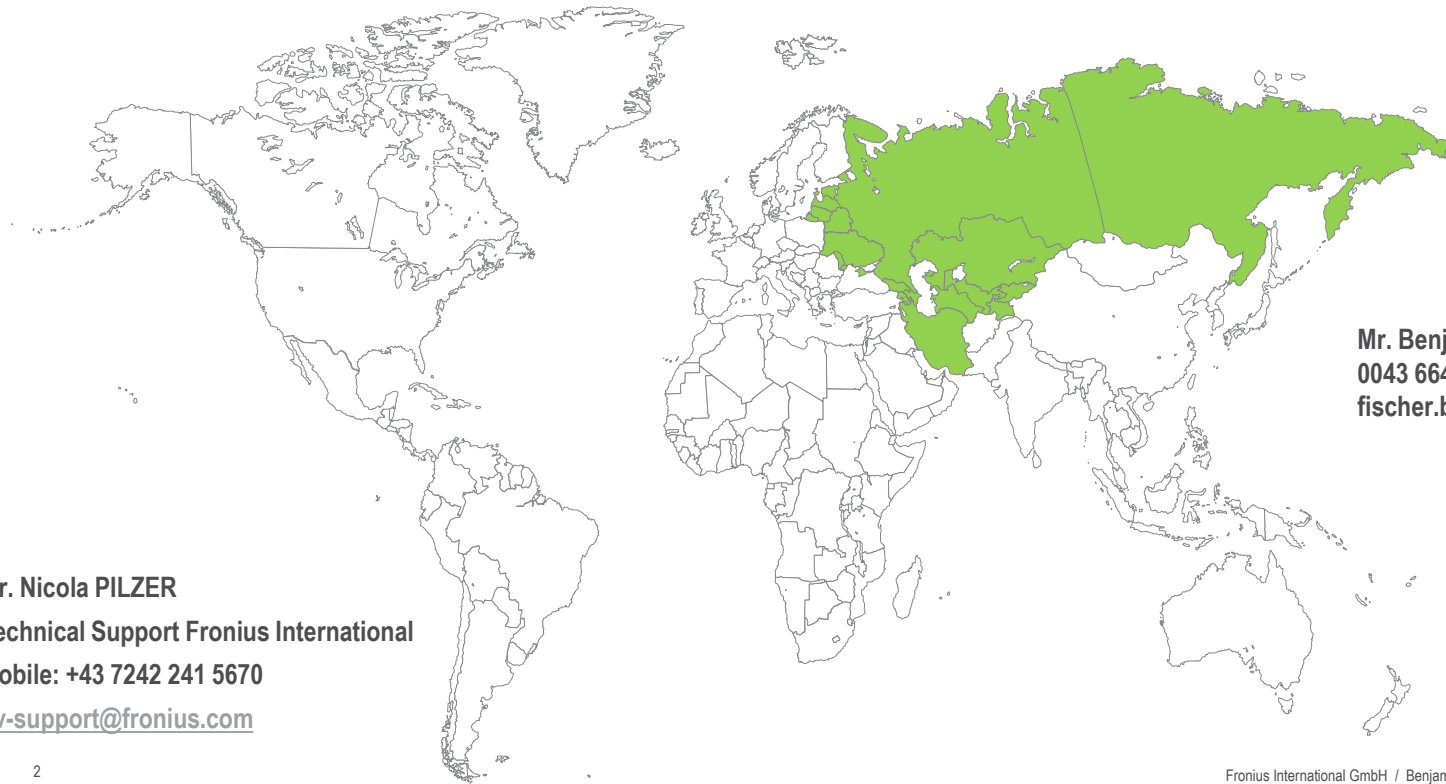 Mr. Benj
0043 664
fischer.b
r. Nicola PILZER
echnical Support Fronius International
obile: +43 7242 241 5670
v-support@fronius.com
2
Fronius International GmbH / Benjan